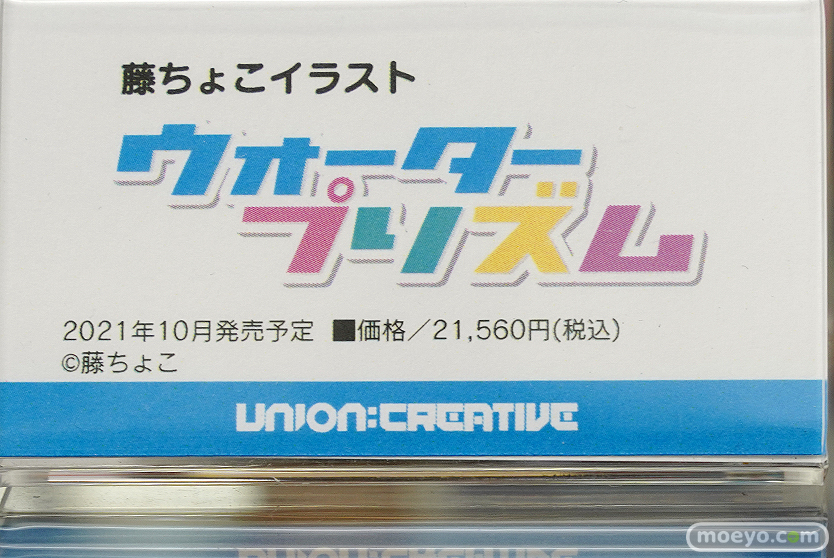 藤ちょこイラスト
ウォーター
プリズム
2021年10月発売予定 ■価格／21,560円(税込)
©藤ちょこ
UNION:CREATIVE
moeyo.com